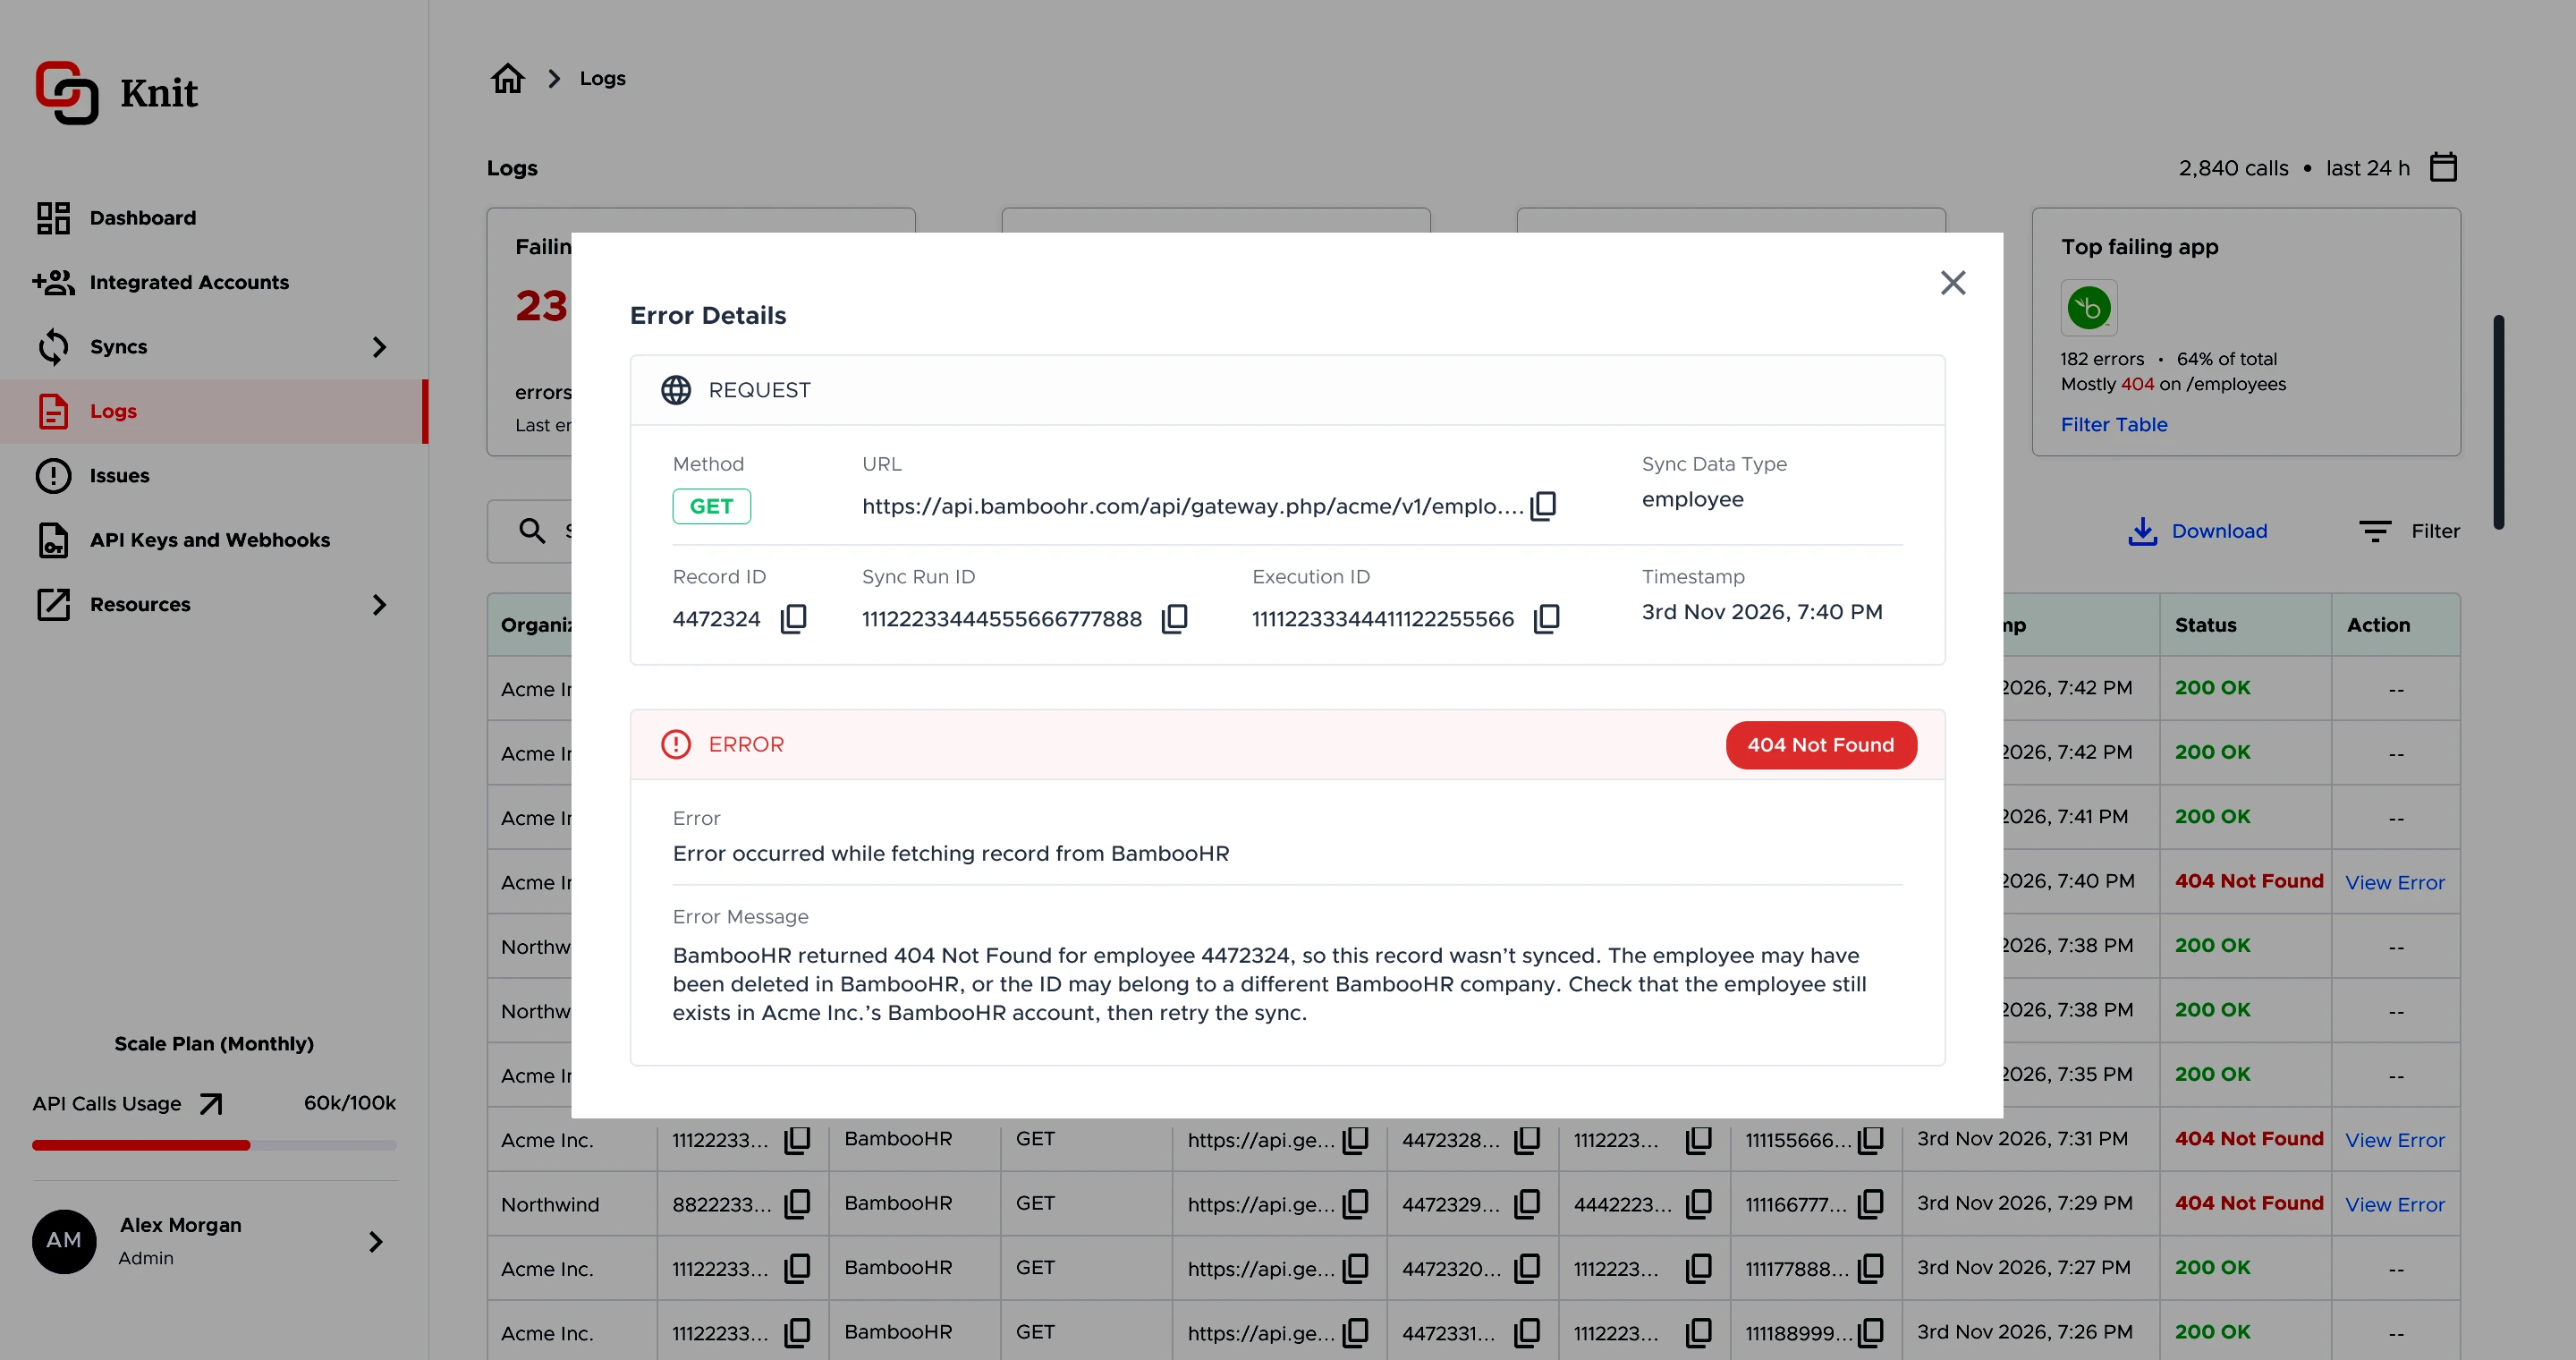 Knit
Dashboard
Integrated Accounts
Syncs
Logs
Issues
API Keys and Webhooks
Resources
Scale Plan (Monthly)
API Calls Usage 60k/100k
AM
Alex Morgan
Admin
Logs
Logs
2,840 calls • last 24 h
23
errors
Top failing app
182 errors • 64% of total
Mostly 404 on /employees
Filter Table
Download
Filter
Error Details
REQUEST
Method URL Sync Data Type
GET https://api.bamboohr.com/api/gateway.php/acme/v1/emplo.... employee
Record ID Sync Run ID Execution ID Timestamp
4472324 11122233444555666777888 11112233344411122255566 3rd Nov 2026, 7:40 PM
ERROR 404 Not Found
Error
Error occurred while fetching record from BambooHR
Error Message
BambooHR returned 404 Not Found for employee 4472324, so this record wasn't synced. The employee may have
been deleted in BambooHR, or the ID may belong to a different BambooHR company. Check that the employee still
exists in Acme Inc.'s BambooHR account, then retry the sync.
Status Action
Acme 2026, 7:42 PM 200 OK --
Acme 2026, 7:42 PM 200 OK --
Acme 2026, 7:41 PM 200 OK --
Acme 2026, 7:40 PM 404 Not Found View Error
2026, 7:38 PM 200 OK --
2026, 7:38 PM 200 OK --
Acme 2026, 7:35 PM 200 OK --
Acme Inc. 11122233... BambooHR GET https://api.ge... 4472328... 1112223... 111155666... 3rd Nov 2026, 7:31 PM 404 Not Found View Error
Northwind 8822233... BambooHR GET https://api.ge... 4472329... 4442223... 111166777... 3rd Nov 2026, 7:29 PM 404 Not Found View Error
Acme Inc. 11122233... BambooHR GET https://api.ge... 4472320... 1112223... 111177888... 3rd Nov 2026, 7:27 PM 200 OK --
Acme Inc. 11122233... BambooHR GET https://api.ge... 4472331... 1112223... 111188999... 3rd Nov 2026, 7:26 PM 200 OK --